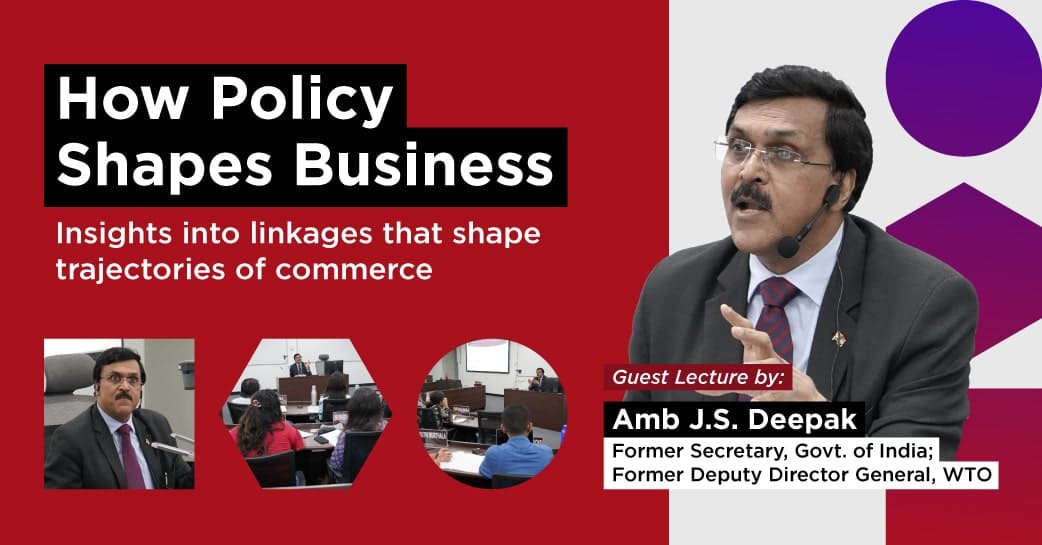 How Policy
Shapes Business
Insights into linkages that shape
trajectories of commerce
Guest Lecture by:
Amb J.S. Deepak
Former Secretary, Govt. of India;
Former Deputy Director General, WTO